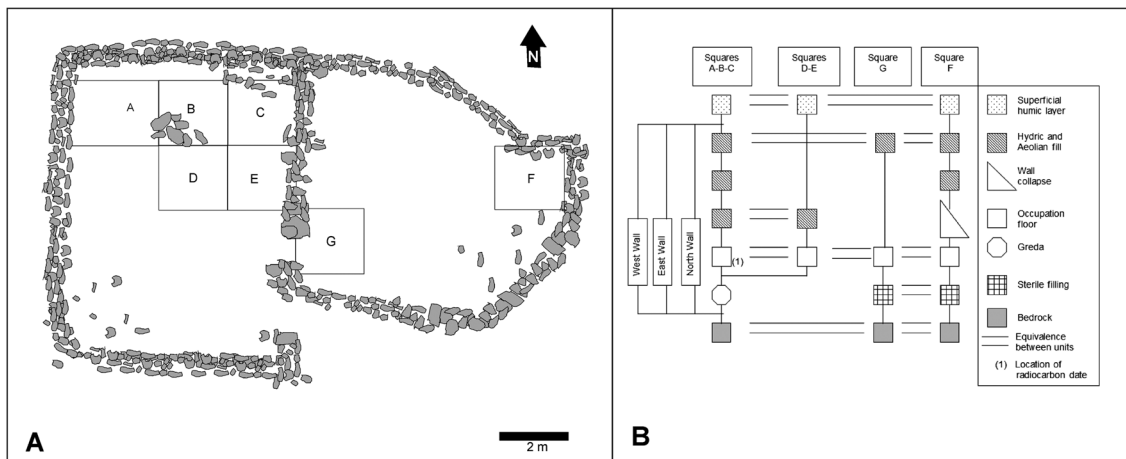 N
A
B
C
D
E
F
G
A
2 m
B
Squares
A-B-C
Squares
D-E
Square
G
Square
F
West Wall
East Wall
North Wall
(1)
Superficial
humic layer
Hydric and
Aeolian fill
Wall
collapse
Occupation
floor
Greda
Sterile filling
Bedrock
Equivalence
between units
(1) Location of
radiocarbon date